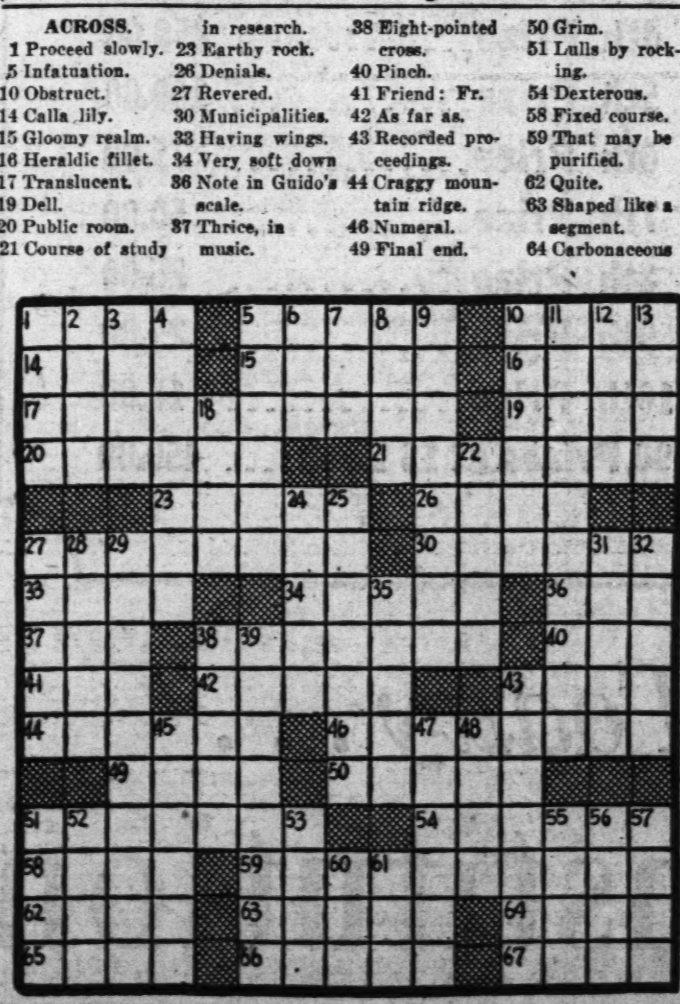 ACROSS.
1 Proceed slowly.
5 Infatuation.
10 Obstruct.
14 Calla lily.
15 Gloomy realm.
16 Heraldic fillet.
17 Translucent.
19 Dell.
20 Public room.
21 Course of study
in research.
23 Earthy rock.
26 Denials.
27 Revered.
30 Municipalities.
33 Having wings.
34 Very soft down
36 Note in Guido's
scale.
37 Thrice, in
music.
38 Eight-pointed
cross.
40 Pinch.
41 Friend: Fr.
42 As far as.
43 Recorded pro-
ceedings.
44 Craggy moun-
tain ridge.
46 Numeral.
49 Final end.
50 Grim.
51 Lulls by rock-
ing.
54 Dexterous.
58 Fixed course.
59 That may be
purified.
62 Quite.
63 Shaped like a
segment.
64 Carbonaceous
1 2 3 4 5 6 7 8 9 10 11 12 13
14 15 16
17 18 19
20 21 22
23 24 25 26
27 28 29 30 31 32
33 34 35 36
37 38 39 40
41 42 43
44 45 46 47 48
49 50
51 52 53 54 55 56 57
58 59 60 61
62 63 64
65 66 67